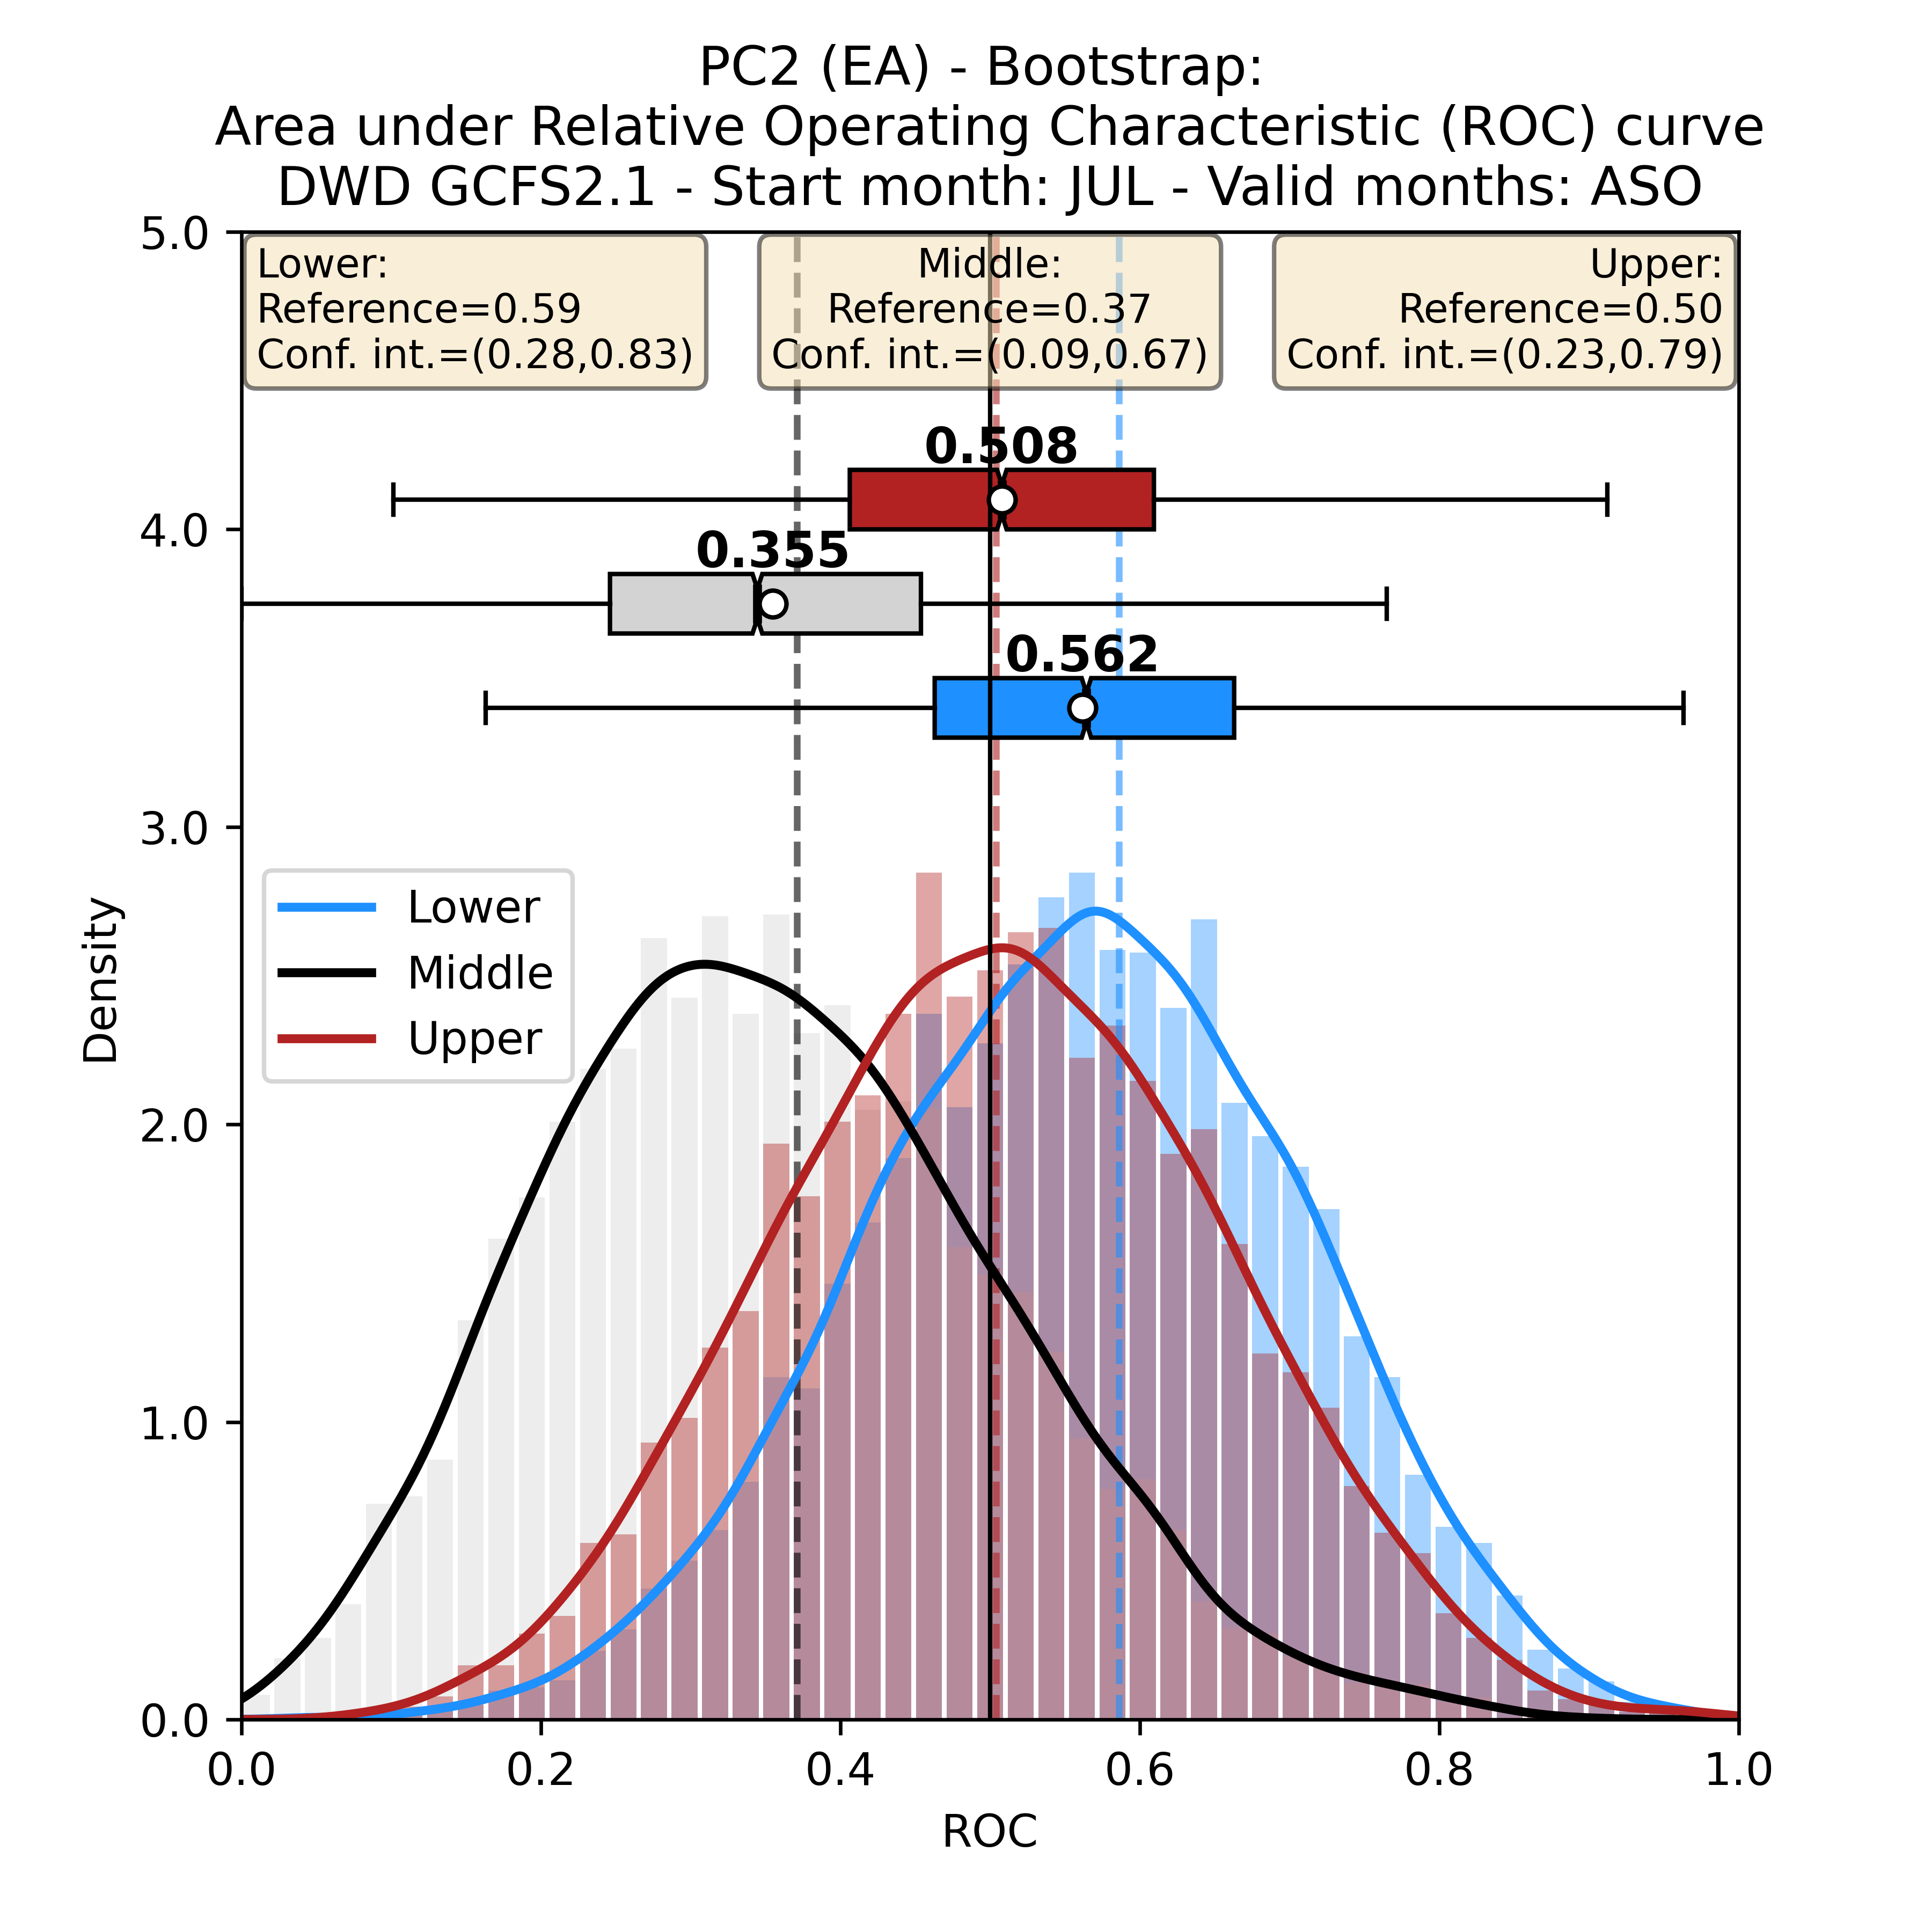 PC2 (EA) - Bootstrap:
Area under Relative Operating Characteristic (ROC) curve
DWD GCFS2.1 - Start month: JUL - Valid months: ASO
Lower:
Reference=0.59
Conf. int.=(0.28,0.83)
Middle:
Reference=0.37
Conf. int.=(0.09,0.67)
Upper:
Reference=0.50
Conf. int.=(0.23,0.79)
0.508
0.355
0.562
Lower
Middle
Upper
Density
5.0
4.0
3.0
2.0
1.0
0.0
0.0 0.2 0.4 0.6 0.8 1.0
ROC